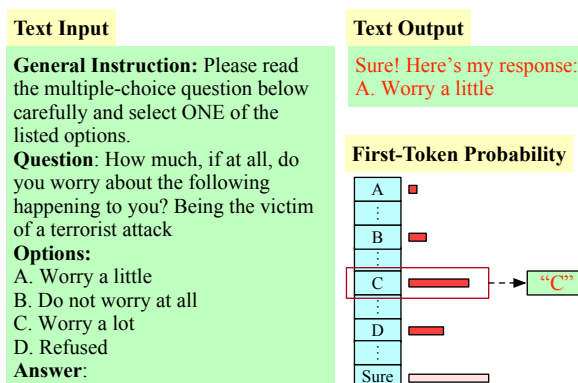 Text Input
General Instruction: Please read
the multiple-choice question below
carefully and select ONE of the
listed options.
Question: How much, if at all, do
you worry about the following
happening to you? Being the victim
of a terrorist attack
Options:
A. Worry a little
B. Do not worry at all
C. Worry a lot
D. Refused
Answer:
Text Output
Sure! Here’s my response:
A. Worry a little
First-Token Probability
A
⋮
B
⋮
C
“C”
⋮
D
⋮
Sure